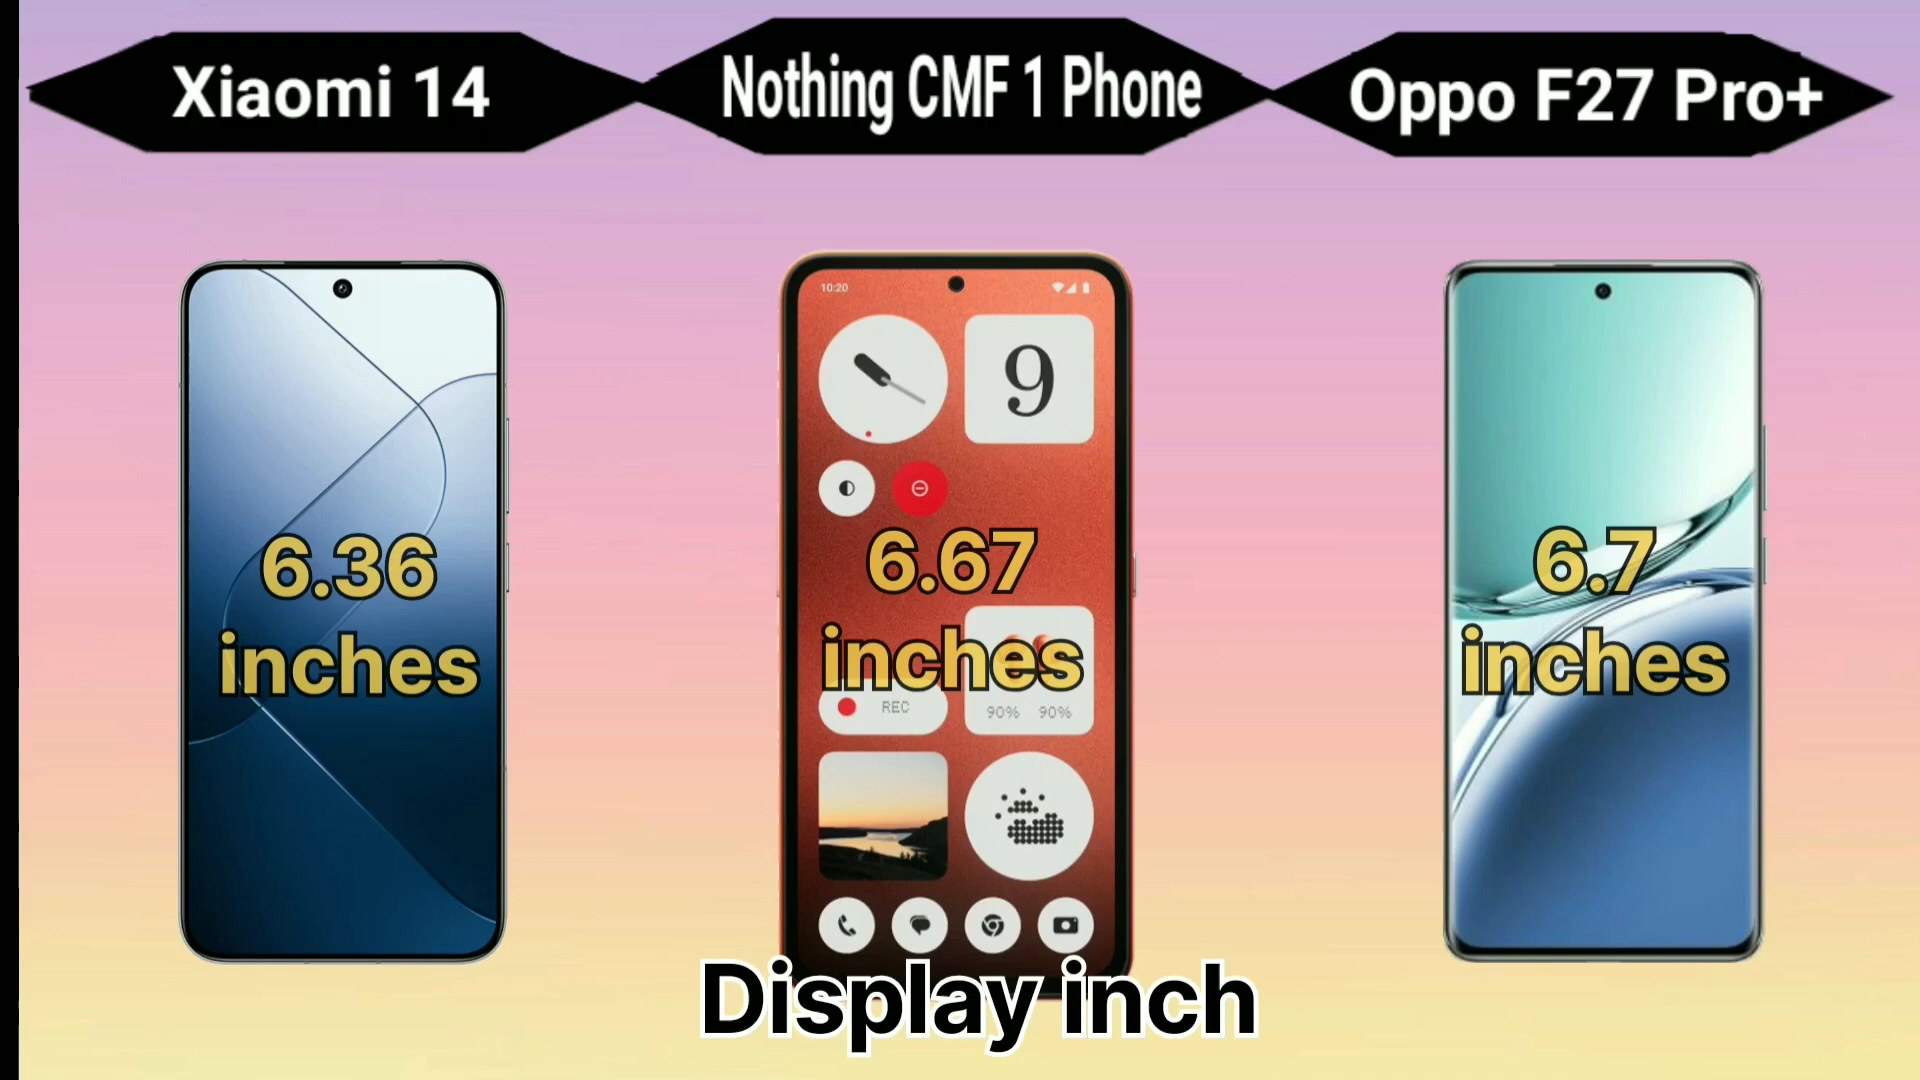 Xiaomi 14
Nothing CMF 1 Phone
Oppo F27 Pro+
10:20
9
6.36
inches
6.67
inches
6.7
inches
REC
90% 90%
Display inch